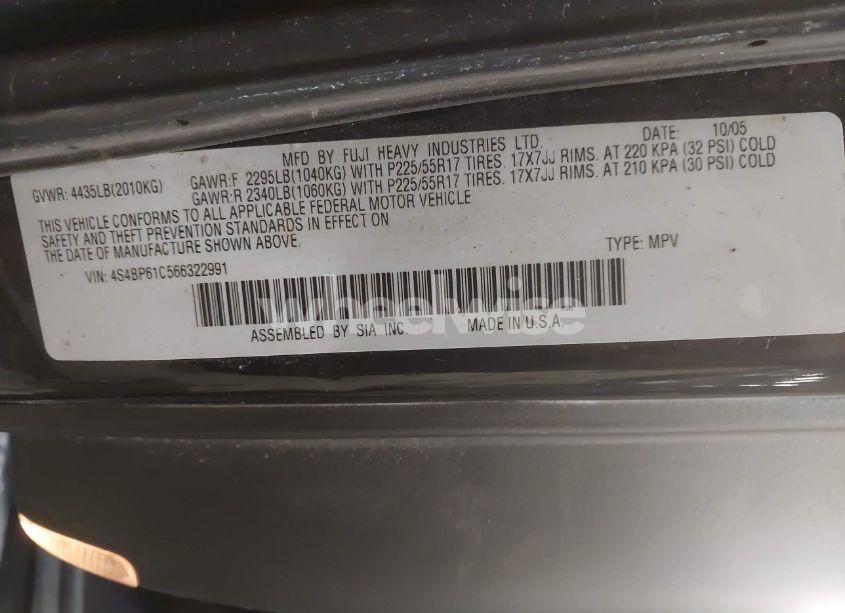 MFD BY FUJI HEAVY INDUSTRIES LTD. DATE: 10/05
GVWR: 4435LB(2010KG) GAWR:F 2295LB(1040KG) WITH P225/55R17 TIRES. 17X7JJ RIMS. AT 220 KPA (32 PSI) COLD
GAWR:R 2340LB(1060KG) WITH P225/55R17 TIRES. 17X7JJ RIMS. AT 210 KPA (30 PSI) COLD
THIS VEHICLE CONFORMS TO ALL APPLICABLE FEDERAL MOTOR VEHICLE
SAFETY AND THEFT PREVENTION STANDARDS IN EFFECT ON
THE DATE OF MANUFACTURE SHOWN ABOVE.
VIN: 4S4BP61C566322991 TYPE: MPV
wheelwise
ASSEMBLED BY SIA INC. MADE IN U.S.A.